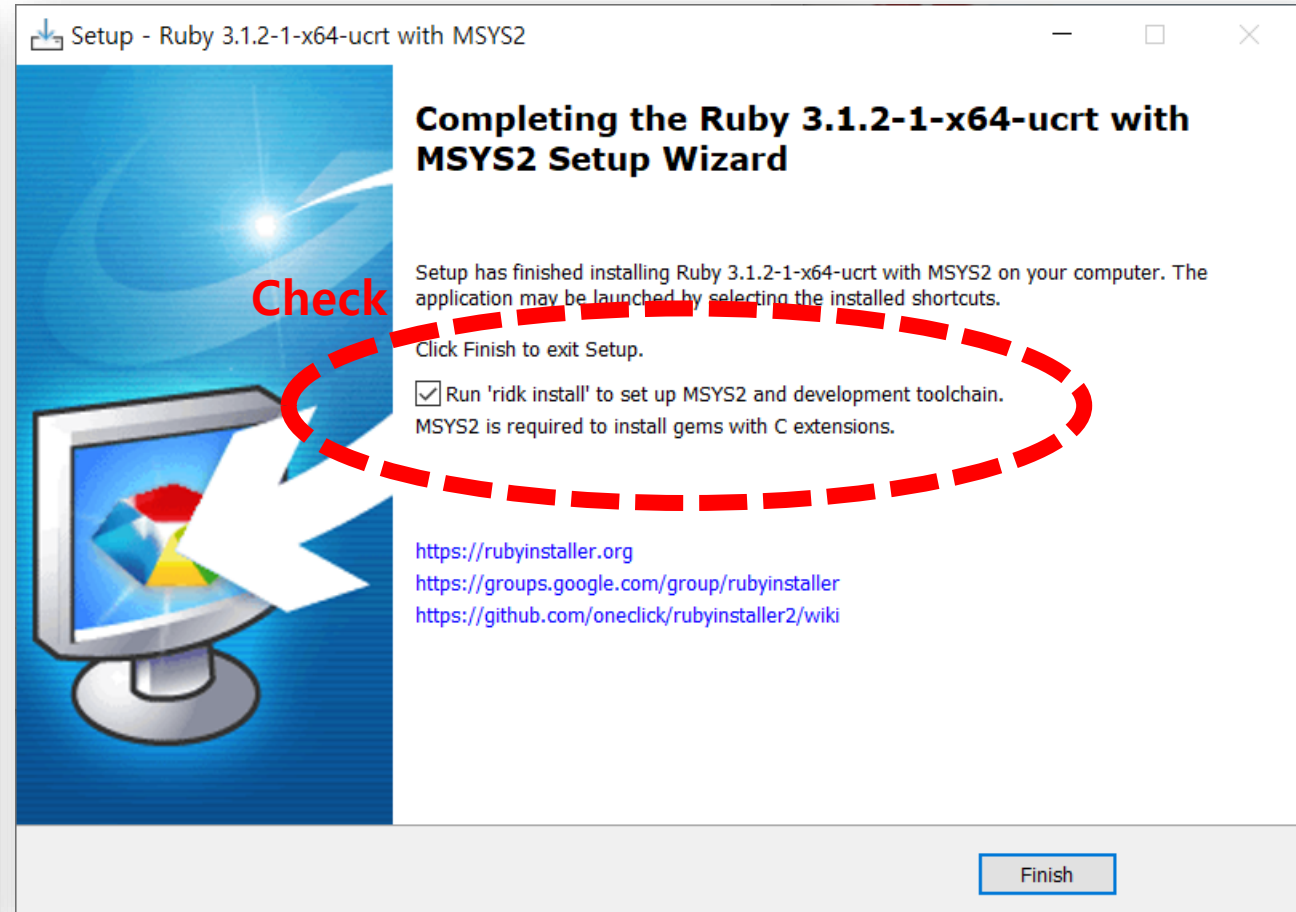 Setup - Ruby 3.1.2-1-x64-ucrt with MSYS2
Completing the Ruby 3.1.2-1-x64-ucrt with
MSYS2 Setup Wizard
Setup has finished installing Ruby 3.1.2-1-x64-ucrt with MSYS2 on your computer. The
application may be launched by selecting the installed shortcuts.
Check
Click Finish to exit Setup.
Run 'ridk install' to set up MSYS2 and development toolchain.
MSYS2 is required to install gems with C extensions.
https://rubyinstaller.org
https://groups.google.com/group/rubyinstaller
https://github.com/oneclick/rubyinstaller2/wiki
Finish